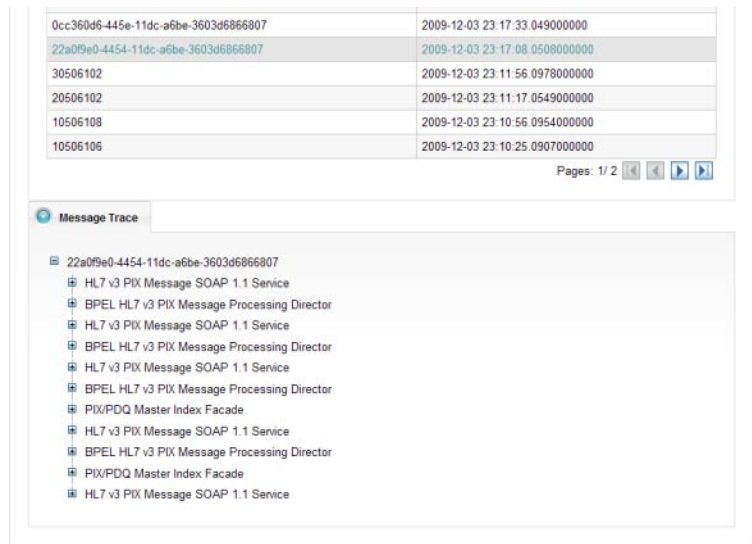 0cc360d6-445e-11dc-a6be-3603d6866807 2009-12-03 23:17:33.049000000
22a0f9e0-4454-11dc-a6be-3603d6866807 2009-12-03 23:17:08.0508000000
30506102 2009-12-03 23:11:56.0978000000
20506102 2009-12-03 23:11:17.0549000000
10506108 2009-12-03 23:10:56.0954000000
10506106 2009-12-03 23:10:25.0907000000
Pages: 1/ 2
Message Trace
22a0f9e0-4454-11dc-a6be-3603d6866807
HL7 v3 PIX Message SOAP 1.1 Service
BPEL HL7 v3 PIX Message Processing Director
HL7 v3 PIX Message SOAP 1.1 Service
BPEL HL7 v3 PIX Message Processing Director
HL7 v3 PIX Message SOAP 1.1 Service
BPEL HL7 v3 PIX Message Processing Director
PIX/PDQ Master Index Facade
HL7 v3 PIX Message SOAP 1.1 Service
BPEL HL7 v3 PIX Message Processing Director
PIX/PDQ Master Index Facade
HL7 v3 PIX Message SOAP 1.1 Service